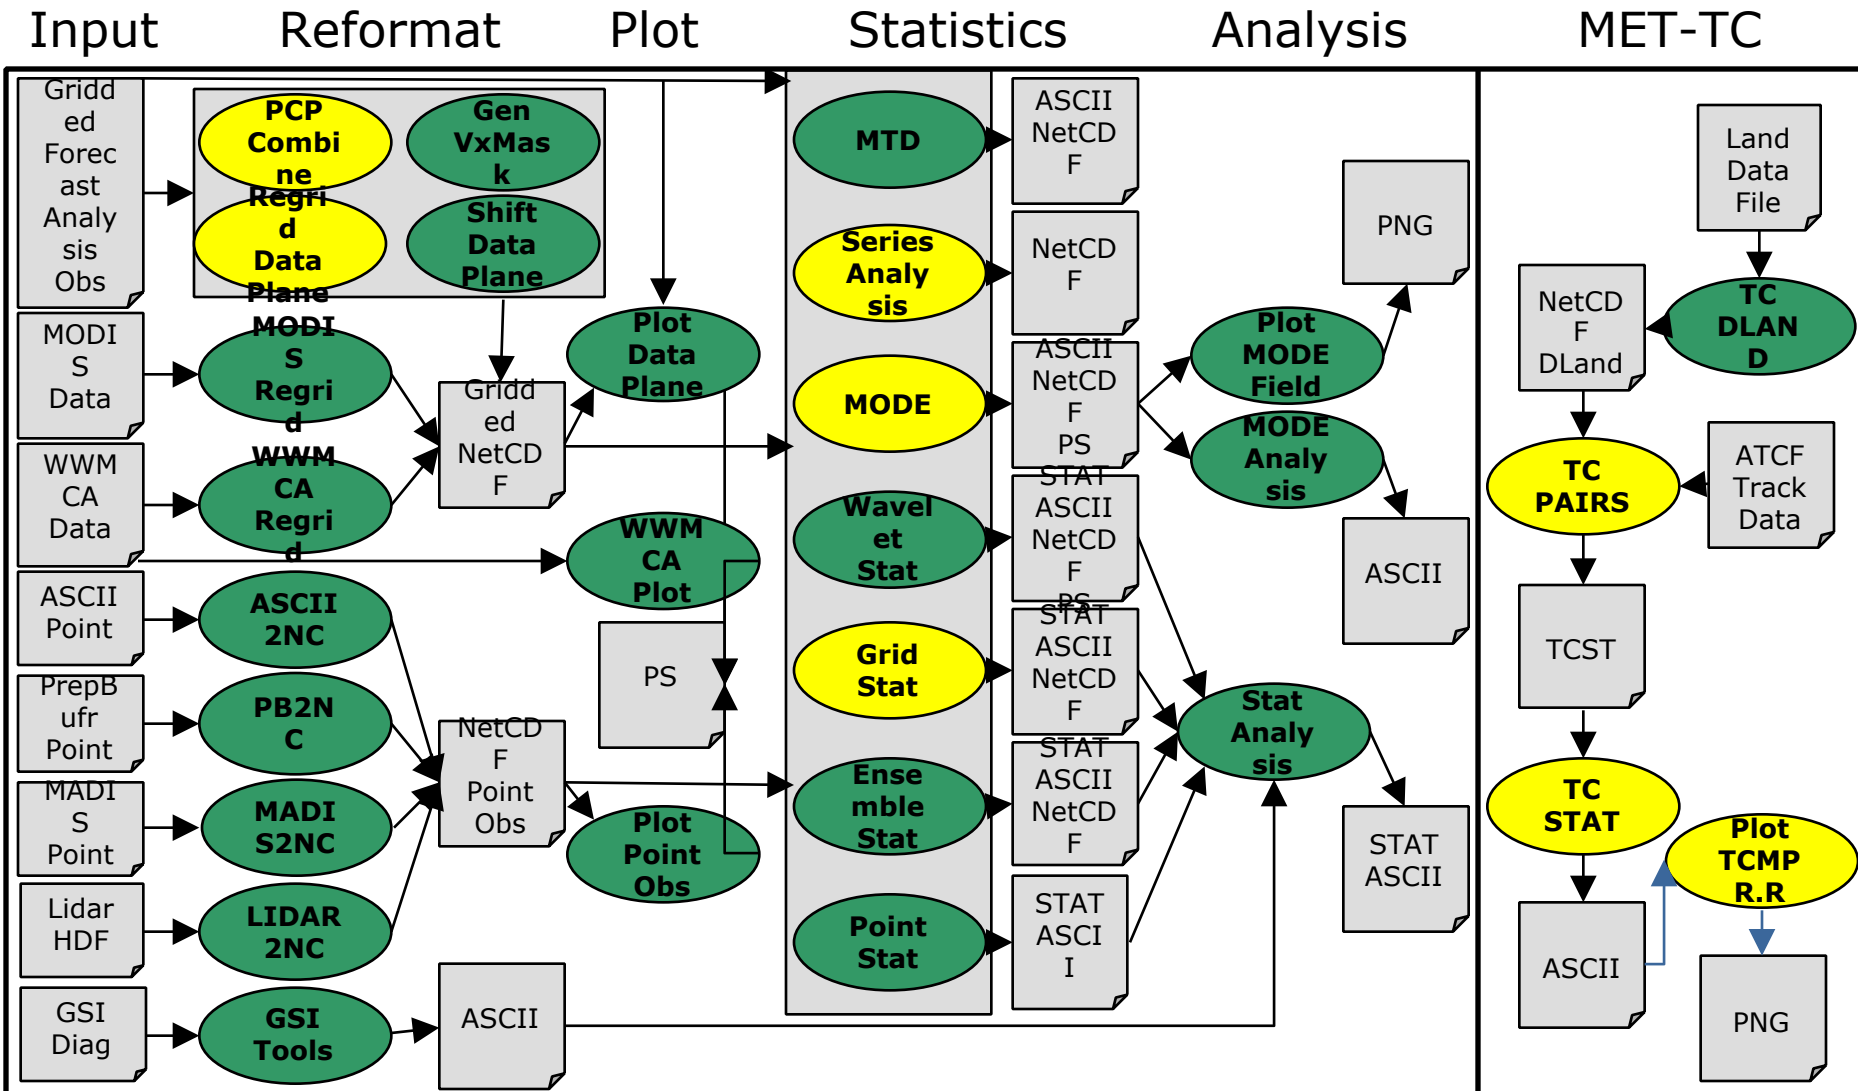 Input
Reformat
Plot
Statistics
Analysis
MET-TC
Gridd
ed
Forec
ast
Analy
sis
Obs
MODI
S
Data
WWM
CA
Data
ASCII
Point
PrepB
ufr
Point
MADI
S
Point
Lidar
HDF
GSI
Diag
PCP
Combi
ne
Gen
VxMas
k
Regri
d
Data
Plane
Shift
Data
Plane
MODI
S
Regri
d
WWM
CA
Regri
d
ASCII
2NC
PB2N
C
MADI
S2NC
LIDAR
2NC
GSI
Tools
Gridd
ed
NetCD
F
NetCD
F
Point
Obs
ASCII
Plot
Data
Plane
WWM
CA
Plot
PS
Plot
Point
Obs
MTD
Series
Analy
sis
MODE
Wavel
et
Stat
Grid
Stat
Ense
mble
Stat
Point
Stat
ASCII
NetCD
F
NetCD
F
ASCII
NetCD
F
PS
STAT
ASCII
NetCD
F
PS
STAT
ASCII
NetCD
F
STAT
ASCII
NetCD
F
STAT
ASCI
I
PNG
Plot
MODE
Field
MODE
Analy
sis
ASCII
Stat
Analy
sis
STAT
ASCII
Land
Data
File
TC
DLAN
D
NetCD
F
DLand
TC
PAIRS
ATCF
Track
Data
TCST
TC
STAT
Plot
TCMP
R.R
ASCII
PNG